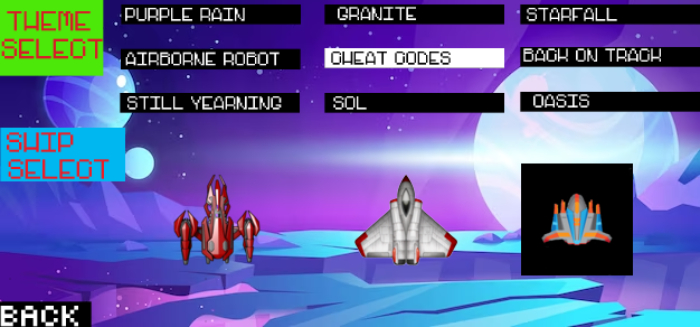 THEME
SELECT
PURPLE RAIN
GRANITE
STARFALL
AIRBORNE ROBOT
CHEAT CODES
BACK ON TRACK
STILL YEARNING
SOL
OASIS
SHIP
SELECT
BACK